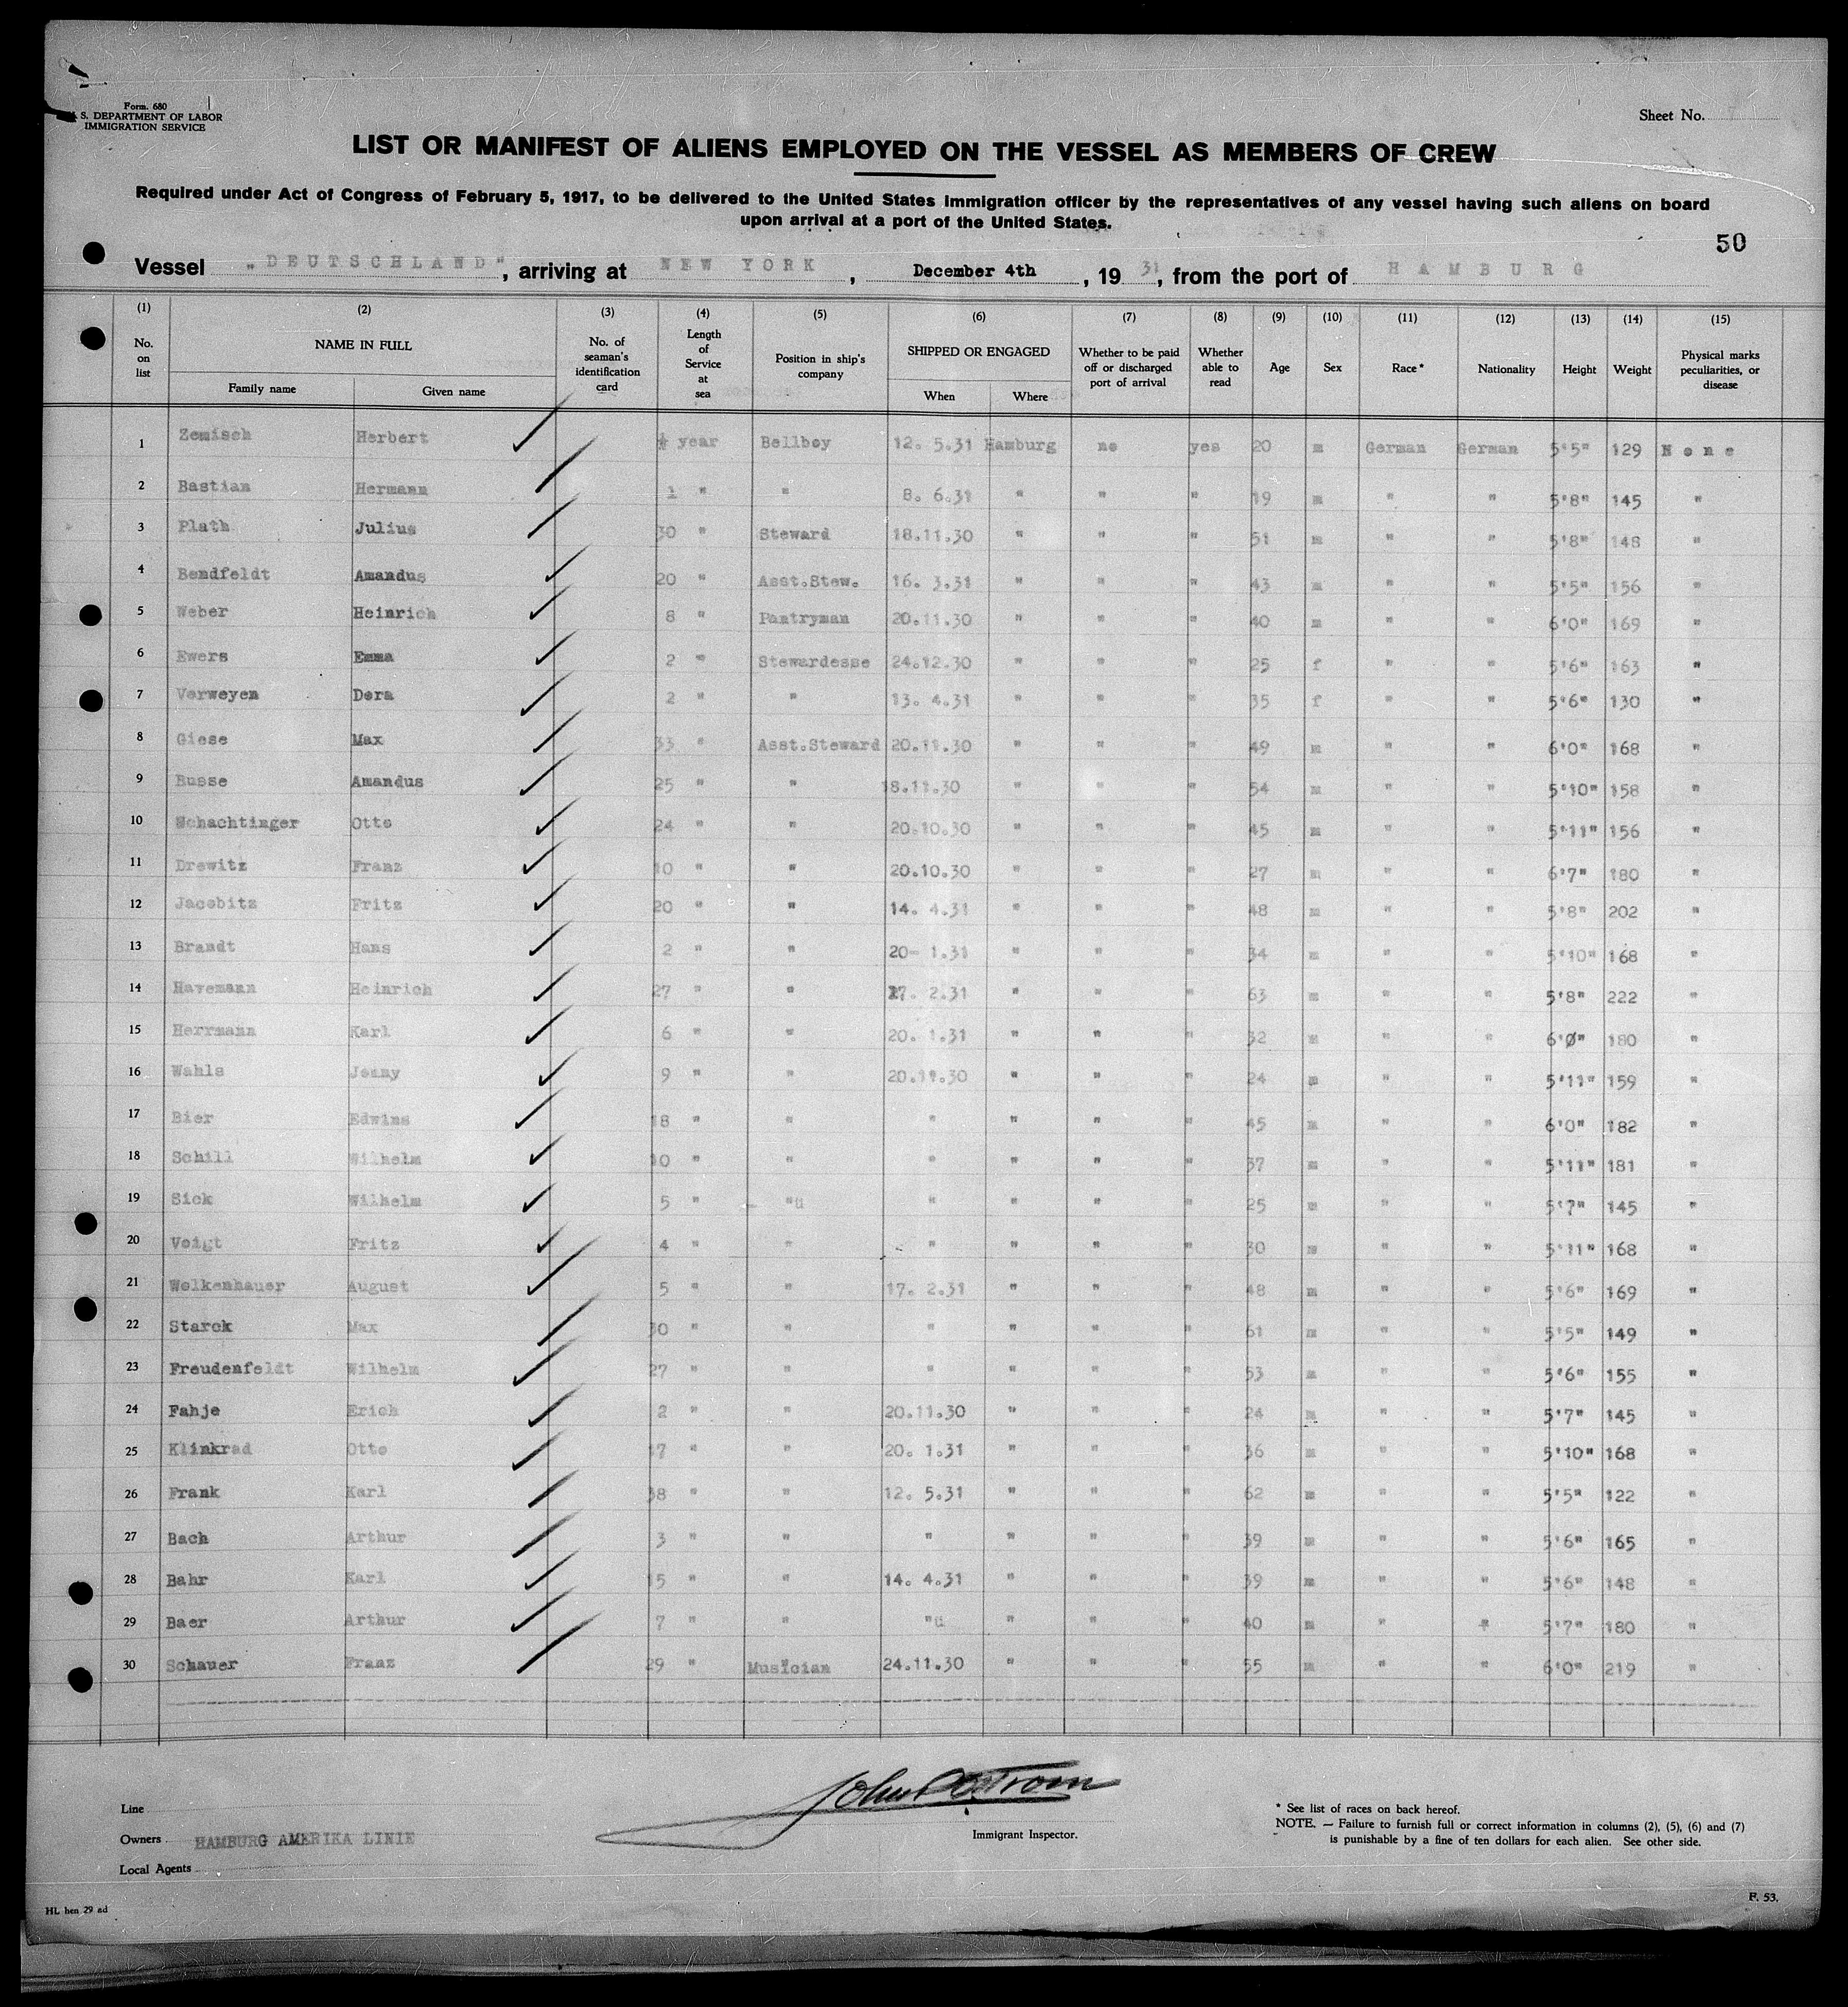 Form. 680
S. DEPARTMENT OF LABOR
IMMIGRATION SERVICE
Sheet No.
LIST OR MANIFEST OF ALIENS EMPLOYED ON THE VESSEL AS MEMBERS OF CREW
Required under Act of Congress of February 5, 1917, to be delivered to the United States Immigration officer by the representatives of any vessel having such aliens on board
upon arrival at a port of the United States.
50
Vessel „DEUTSCHLAND", arriving at NEW YORK, December 4th, 1931, from the port of HAMBURG
(1) (2) (3) (4) (5) (6) (7) (8) (9) (10) (11) (12) (13) (14) (15)
No. on list NAME IN FULL Family name Given name No. of seaman's identification card Length of Service at sea Position in ship's company SHIPPED OR ENGAGED When Where Whether to be paid off or discharged port of arrival Whether able to read Age Sex Race* Nationality Height Weight Physical marks peculiarities, or disease
1 Zemisch Herbert year Bellboy 12. 5.31 Hamburg no yes 20 m German German 5'5" 129 None
2 Bastian Hermann 1 " " 8. 6.31 " " " 19 m " " 5'8" 145 "
3 Plath Julius 30 " Steward 18.11.30 " " " 51 m " " 5'8" 148 "
4 Bendfeldt Amandus 20 " Asst.Stew. 16. 3.31 " " " 43 m " " 5'5" 156 "
5 Weber Heinrich 8 " Pantryman 20.11.30 " " " 40 m " " 6'0" 169 "
6 Ewers Emma 2 " Stewardesse 24.12.30 " " " 25 f " " 5'6" 163 "
7 Verweyen Dora 2 " " 13. 4.31 " " " 35 f " " 5'6" 130 "
8 Giese Max 33 " Asst.Steward 20.11.30 " " " 49 m " " 6'0" 168 "
9 Busse Amandus 25 " " 18.11.30 " " " 54 m " " 5'10" 158 "
10 Schachtinger Otto 24 " " 20.10.30 " " " 45 m " " 5'11" 156 "
11 Drewitz Franz 10 " " 20.10.30 " " " 27 m " " 6'7" 180 "
12 Jacobitz Fritz 20 " " 14. 4.31 " " " 48 m " " 5'8" 202 "
13 Brandt Hans 2 " " 20- 1.31 " " " 34 m " " 5'10" 168 "
14 Havemann Heinrich 27 " " 17. 2.31 " " " 63 m " " 5'8" 222 "
15 Herrmann Karl 6 " " 20. 1.31 " " " 32 m " " 6'0" 180 "
16 Wahls Jonny 9 " " 20.11.30 " " " 24 m " " 5'11" 159 "
17 Bier Edwins 18 " " " " " " 45 m " " 6'0" 182 "
18 Schill Wilhelm 10 " " " " " " 37 m " " 5'11" 181 "
19 Sick Wilhelm 5 " " " " " " 25 m " " 5'7" 145 "
20 Voigt Fritz 4 " " " " " " 30 m " " 5'11" 168 "
21 Wolkenhauer August 5 " " 17. 2.31 " " " 48 m " " 5'6" 169 "
22 Starck Max 30 " " " " " " 61 m " " 5'5" 149 "
23 Freudenfeldt Wilhelm 27 " " " " " " 53 m " " 5'6" 155 "
24 Fahje Erich 2 " " 20.11.30 " " " 24 m " " 5'7" 145 "
25 Klinkrad Otto 17 " " 20. 1.31 " " " 36 m " " 5'10" 168 "
26 Frank Karl 38 " " 12. 5.31 " " " 62 m " " 5'5" 122 "
27 Bach Arthur 3 " " " " " " 39 m " " 5'6" 165 "
28 Bahr Karl 15 " " 14. 4.31 " " " 39 m " " 5'6" 148 "
29 Baer Arthur 7 " " " " " " 40 m " " 5'7" 180 "
30 Schauer Franz 29 " Musician 24.11.30 " " " 55 m " " 6'0" 219 "
Line
Owners HAMBURG AMERIKA LINIE
Local Agents
Immigrant Inspector.
* See list of races on back hereof.
NOTE. — Failure to furnish full or correct information in columns (2), (5), (6) and (7)
is punishable by a fine of ten dollars for each alien. See other side.
HL hen 29 ad
F. 53.